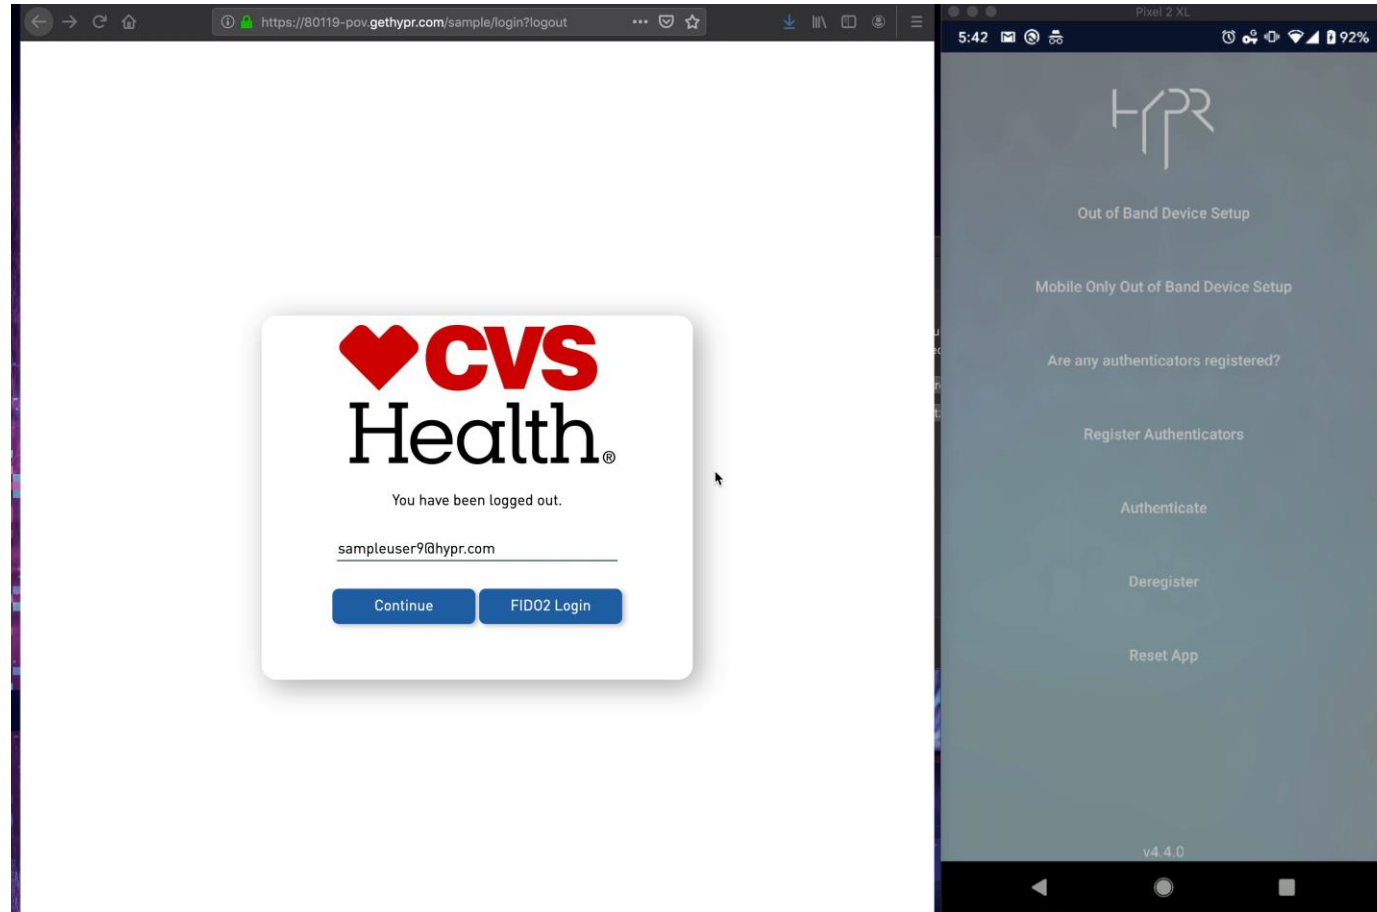 https://80119-pov.gethypr.com/sample/login?logout
CVS
Health®
You have been logged out.
sampleuser9@hypr.com
Continue
FIDO2 Login
Pixel 2 XL
5:42
92%
HYPR
Out of Band Device Setup
Mobile Only Out of Band Device Setup
Are any authenticators registered?
Register Authenticators
Authenticate
Deregister
Reset App
v4.4.0